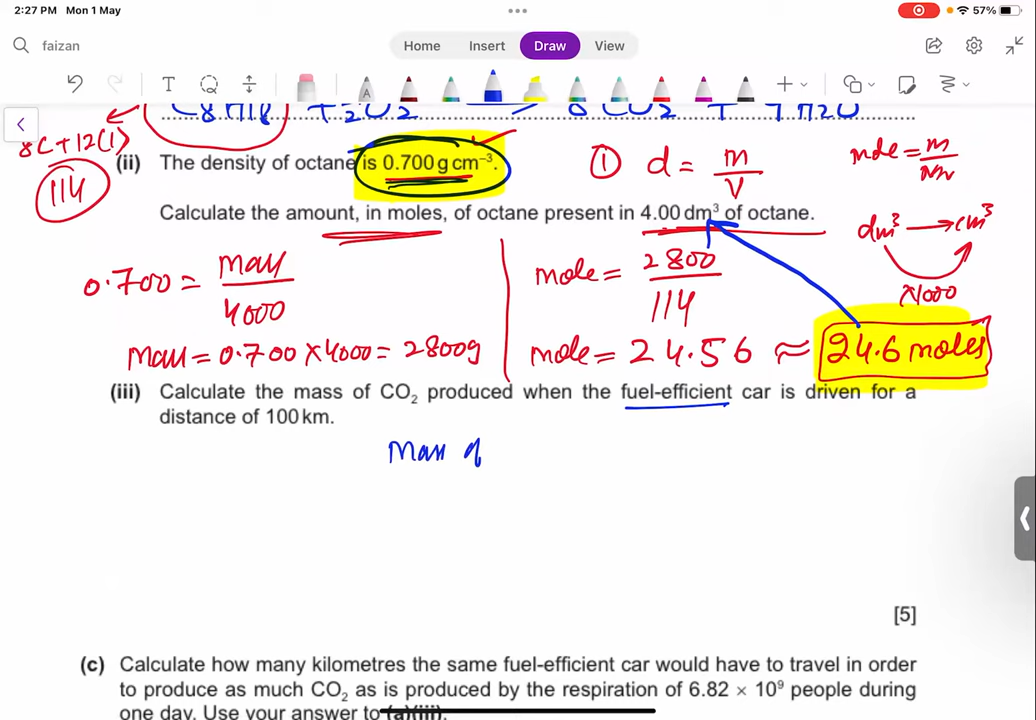 2:27 PM Mon 1 May
57%
faizan
Home Insert Draw View
8C+12(1)
114
(ii) The density of octane is 0.700 g cm⁻³.
① d = m/V
mole = m/Mr
Calculate the amount, in moles, of octane present in 4.00 dm³ of octane.
dm³ → cm³
×1000
0.700 = mass/4000
mole = 2800/114
mass = 0.700 × 4000 = 2800g
mole = 24.56 ≈ 24.6 moles
(iii) Calculate the mass of CO₂ produced when the fuel-efficient car is driven for a
distance of 100 km.
Mass of
[5]
(c) Calculate how many kilometres the same fuel-efficient car would have to travel in order
to produce as much CO₂ as is produced by the respiration of 6.82 × 10⁹ people during
one day. Use your answer to (a)(iii).